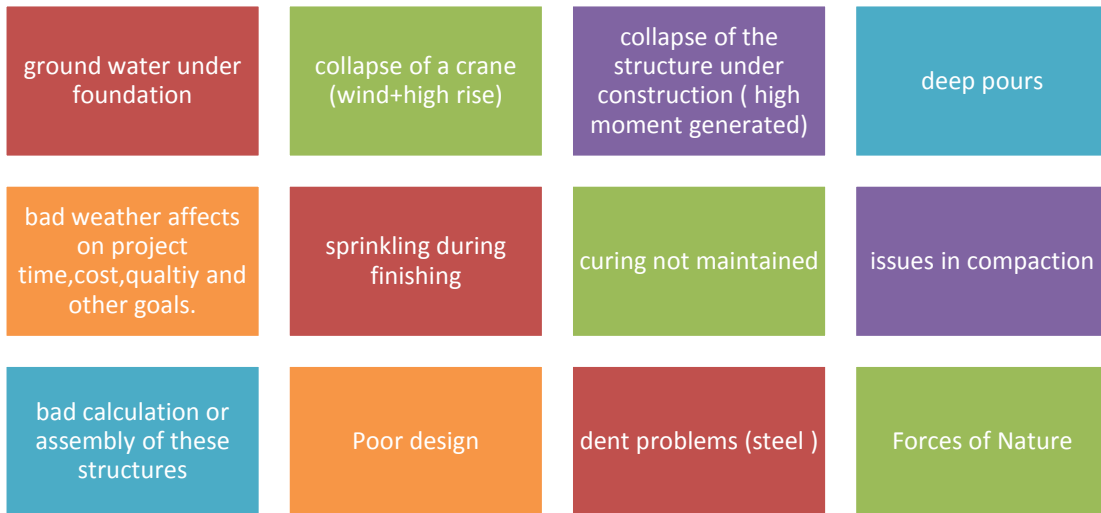 ground water under
foundation
collapse of a crane
(wind+high rise)
collapse of the
structure under
construction ( high
moment generated)
deep pours
bad weather affects
on project
time,cost,qualtiy and
other goals.
sprinkling during
finishing
curing not maintained
issues in compaction
bad calculation or
assembly of these
structures
Poor design
dent problems (steel )
Forces of Nature